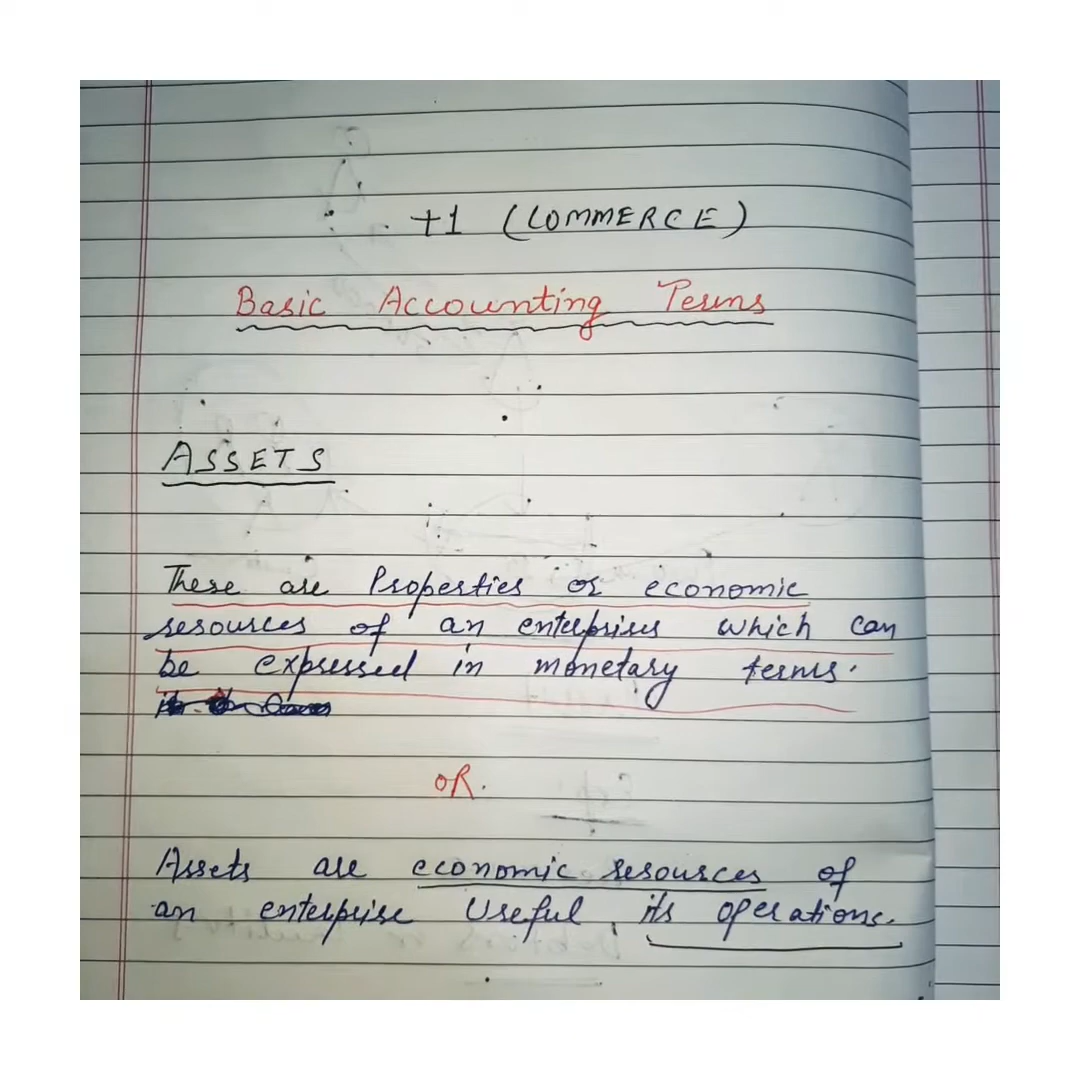 +1 (COMMERCE)
Basic Accounting Terms
ASSETS
These are Properties or economic
resources of an enterprises which can
be expressed in monetary terms.
OR.
Assets are economic resources of
an enterprise Useful its operations.